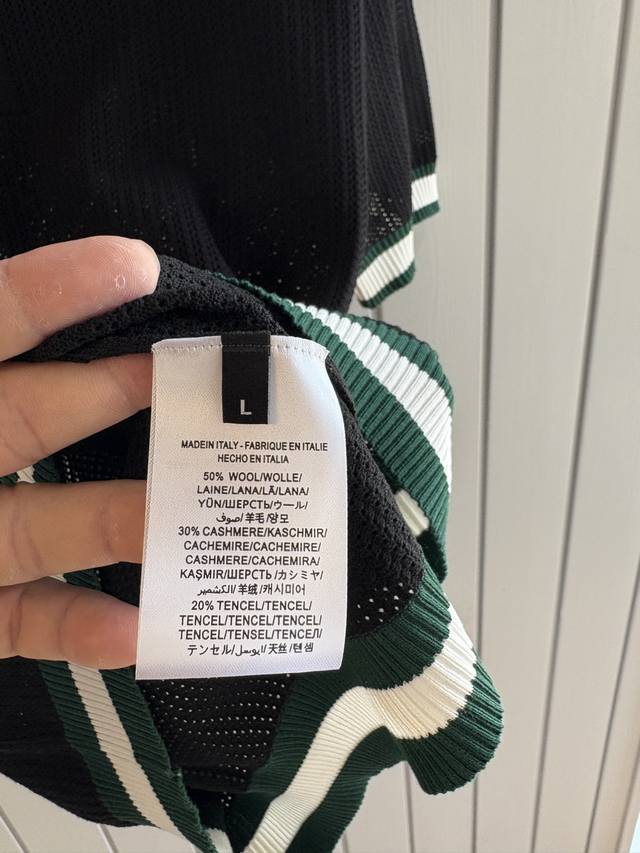 L
MADEIN ITALY - FABRIQUE EN ITALIE
HECHO EN ITALIA
50% WOOL/WOLLE/
LAINE/LANA/LÃ/LANA/
YÜN/ШЕРСТЬ/ウール/
صوف/羊毛/양모
30% CASHMERE/KASCHMIR/
CACHEMIRE/CACHEMIRE/
CASHMERE/CACHEMIRA/
KAŞMIR/ШЕРСТЬ/カシミヤ/
الكشمير/羊绒/캐시미어
20% TENCEL/TENCEL/
TENCEL/TENCEL/TENCEL/
TENCEL/TENSEL/TENCEЛ/
テンセル/ايوسل/天丝/텐셀